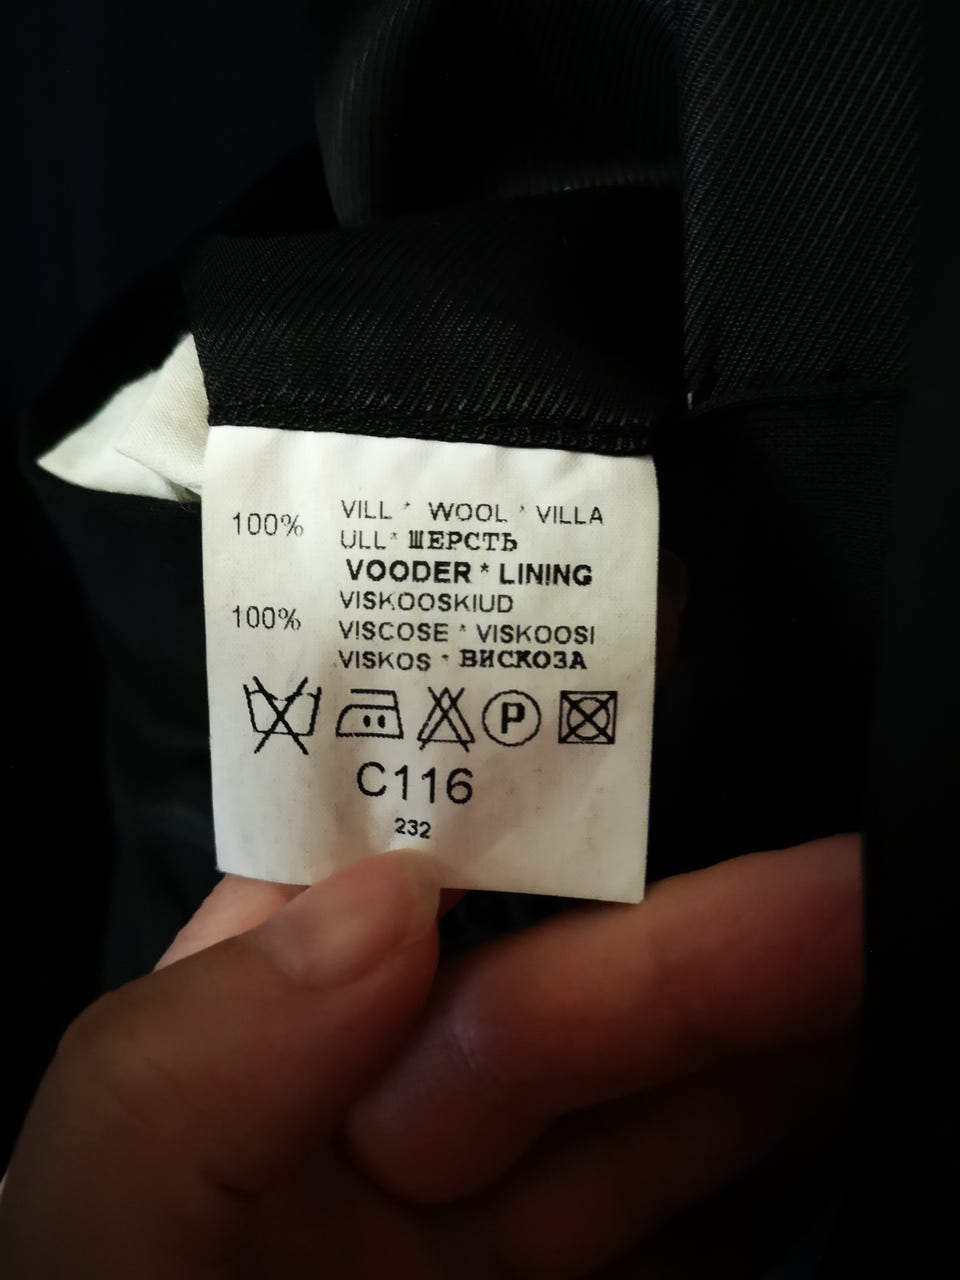 100% VILL * WOOL * VILLA
ULL * ШЕРСТЬ
VOODER * LINING
100% VISKOOSKIUD
VISCOSE * VISKOOSI
VISKOS * ВИСКОЗА
P
C116
232